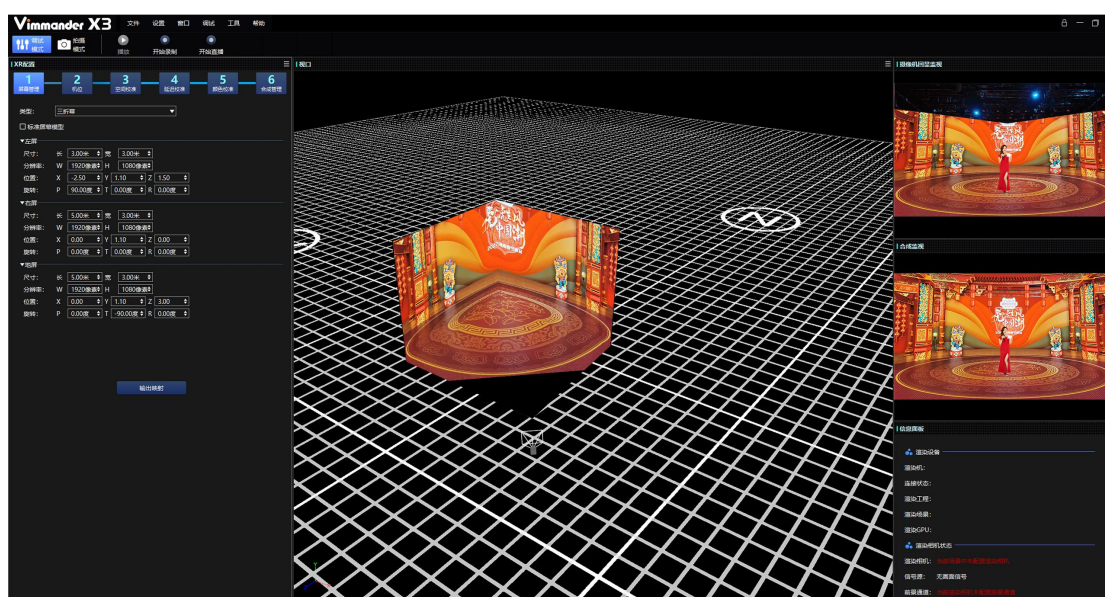 Vimmander X3 文件 设置 窗口 调试 工具 帮助
调试模式 拍摄模式 播放 开始录制 开始直播
XR配置
1 屏幕管理 2 机位 3 空间校准 4 延迟校准 5 颜色校准 6 合成管理
类型: 三折幕
标准屏幕模型
左屏
尺寸: 长 3.00米 宽 3.00米
分辨率: W 1920像素 H 1080像素
位置: X -2.50 Y 1.10 Z 1.50
旋转: P 90.00度 T 0.00度 R 0.00度
右屏
尺寸: 长 5.00米 宽 3.00米
分辨率: W 1920像素 H 1080像素
位置: X 0.00 Y 1.10 Z 0.00
旋转: P 0.00度 T 0.00度 R 0.00度
地屏
尺寸: 长 5.00米 宽 3.00米
分辨率: W 1920像素 H 1080像素
位置: X 0.00 Y 1.10 Z 3.00
旋转: P 0.00度 T -90.00度 R 0.00度
输出映射
视口
N
中国潮
摄像机回显监视
合成监视
信息面板
渲染设备
渲染机:
连接状态:
渲染工程:
渲染场景:
渲染GPU:
渲染相机状态
渲染相机:
信号源: 无画面信号
前景通道: